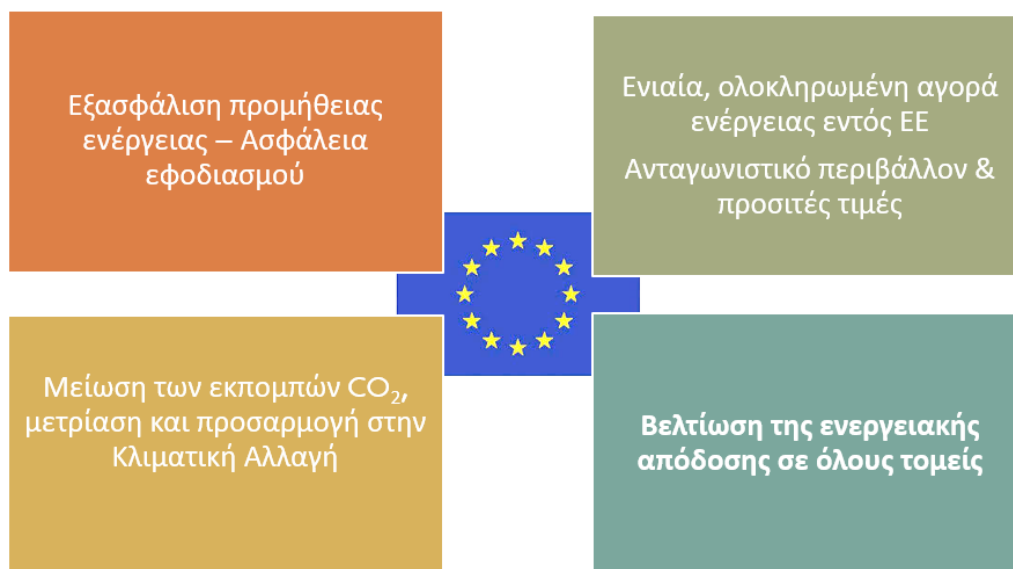 Εξασφάλιση προμήθειας
ενέργειας – Ασφάλεια
εφοδιασμού
Ενιαία, ολοκληρωμένη αγορά
ενέργειας εντός ΕΕ
Ανταγωνιστικό περιβάλλον &
προσιτές τιμές
Μείωση των εκπομπών CO₂,
μετρίαση και προσαρμογή στην
Κλιματική Αλλαγή
Βελτίωση της ενεργειακής
απόδοσης σε όλους τομείς